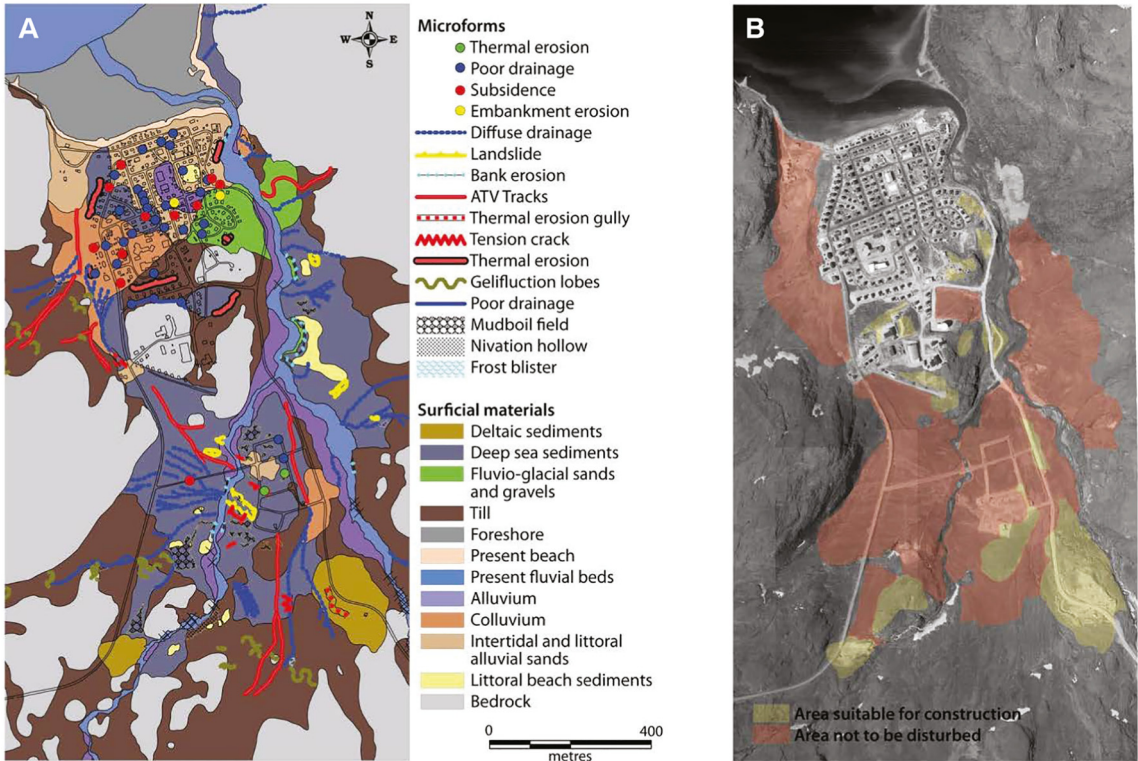 A
N
W E
S
Microforms
Thermal erosion
Poor drainage
Subsidence
Embankment erosion
Diffuse drainage
Landslide
Bank erosion
ATV Tracks
Thermal erosion gully
Tension crack
Thermal erosion
Gelifluction lobes
Poor drainage
Mudboil field
Nivation hollow
Frost blister
Surficial materials
Deltaic sediments
Deep sea sediments
Fluvio-glacial sands
and gravels
Till
Foreshore
Present beach
Present fluvial beds
Alluvium
Colluvium
Intertidal and littoral
alluvial sands
Littoral beach sediments
Bedrock
0 400
metres
B
Area suitable for construction
Area not to be disturbed